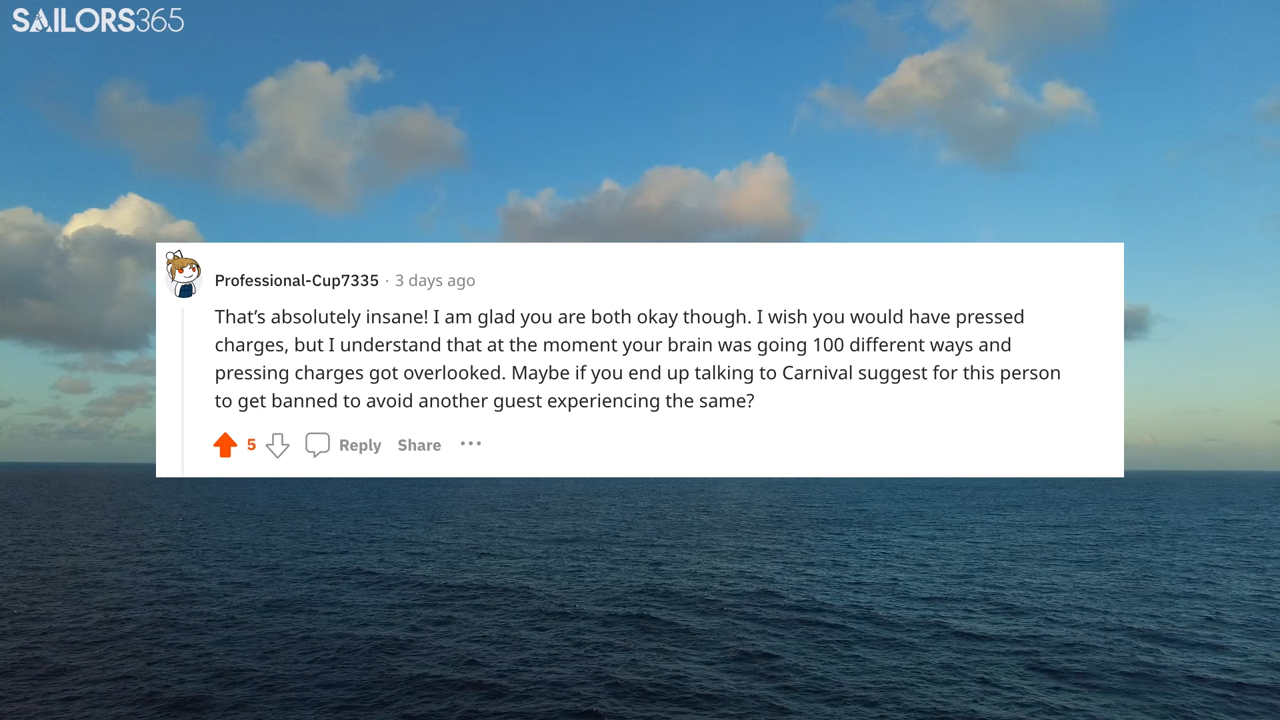 SAILORS365
Professional-Cup7335 · 3 days ago
That’s absolutely insane! I am glad you are both okay though. I wish you would have pressed
charges, but I understand that at the moment your brain was going 100 different ways and
pressing charges got overlooked. Maybe if you end up talking to Carnival suggest for this person
to get banned to avoid another guest experiencing the same?
5 Reply Share ···